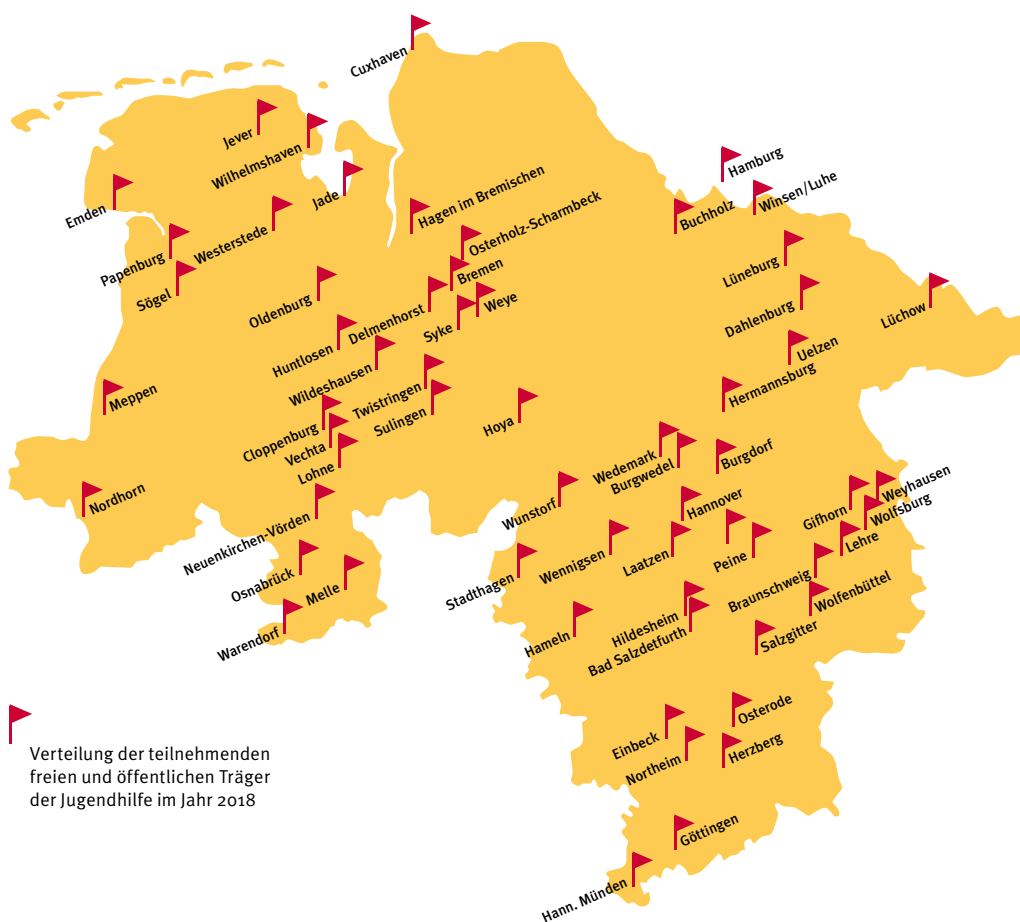 Cuxhaven
Jever
Wilhelmshaven
Hamburg
Emden
Jade
Hagen im Bremischen
Buchholz
Winsen/Luhe
Papenburg
Westerstede
Osterholz-Scharmbeck
Lüneburg
Sögel
Oldenburg
Bremen
Delmenhorst
Weye
Syke
Dahlenburg
Lüchow
Huntlosen
Wildeshausen
Uelzen
Meppen
Twistringen
Sulingen
Hoya
Hermannsburg
Cloppenburg
Vechta
Lohne
Wedemark
Burgwedel
Burgdorf
Nordhorn
Neuenkirchen-Vörden
Wunstorf
Hannover
Gifhorn
Weyhausen
Wolfsburg
Osnabrück
Melle
Stadthagen
Wennigsen
Laatzen
Peine
Lehre
Braunschweig
Wolfenbüttel
Warendorf
Hameln
Hildesheim
Bad Salzdetfurth
Salzgitter
Einbeck
Osterode
Northeim
Herzberg
Verteilung der teilnehmenden
freien und öffentlichen Träger
der Jugendhilfe im Jahr 2018
Göttingen
Hann. Münden